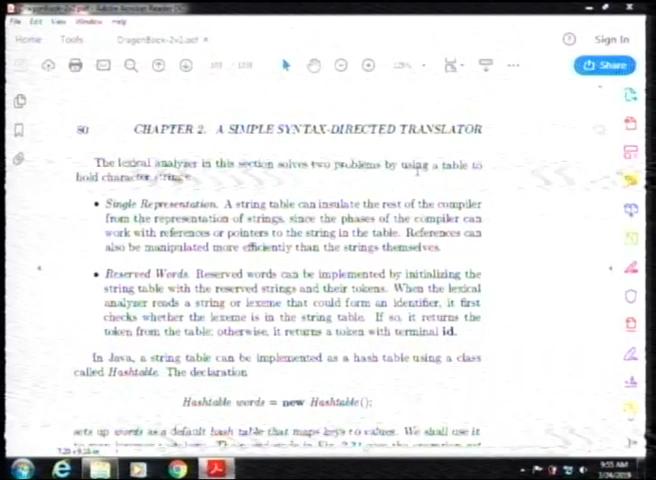 Adobe Acrobat Reader DC
File Edit View Window Help
Home Tools DragonBook-2v2.pdf × Sign In
Share
80 CHAPTER 2. A SIMPLE SYNTAX-DIRECTED TRANSLATOR
The lexical analyzer in this section solves two problems by using a table to
hold character strings:
• Single Representation. A string table can insulate the rest of the compiler
from the representation of strings, since the phases of the compiler can
work with references or pointers to the string in the table. References can
also be manipulated more efficiently than the strings themselves.
• Reserved Words. Reserved words can be implemented by initializing the
string table with the reserved strings and their tokens. When the lexical
analyzer reads a string or lexeme that could form an identifier, it first
checks whether the lexeme is in the string table. If so, it returns the
token from the table; otherwise, it returns a token with terminal id.
In Java, a string table can be implemented as a hash table using a class
called Hashtable. The declaration
Hashtable words = new Hashtable();
sets up words as a default hash table that maps keys to values. We shall use it
9:55 AM